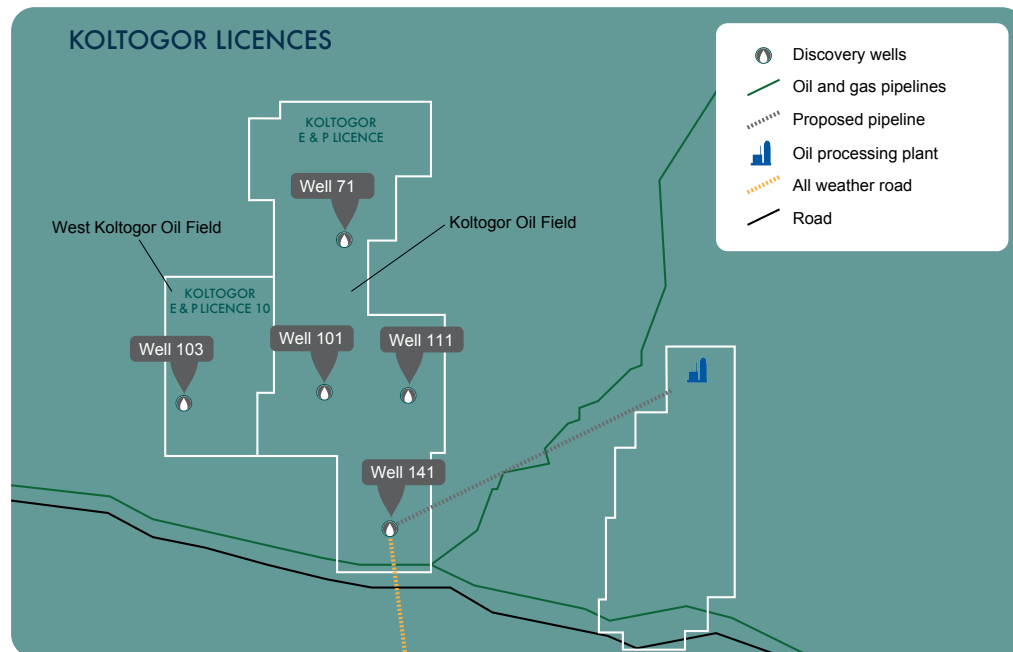 KOLTOGOR LICENCES
Discovery wells
Oil and gas pipelines
Proposed pipeline
Oil processing plant
All weather road
Road
KOLTOGOR
E & P LICENCE
Well 71
West Koltogor Oil Field
Koltogor Oil Field
KOLTOGOR
E & P LICENCE 10
Well 103
Well 101
Well 111
Well 141